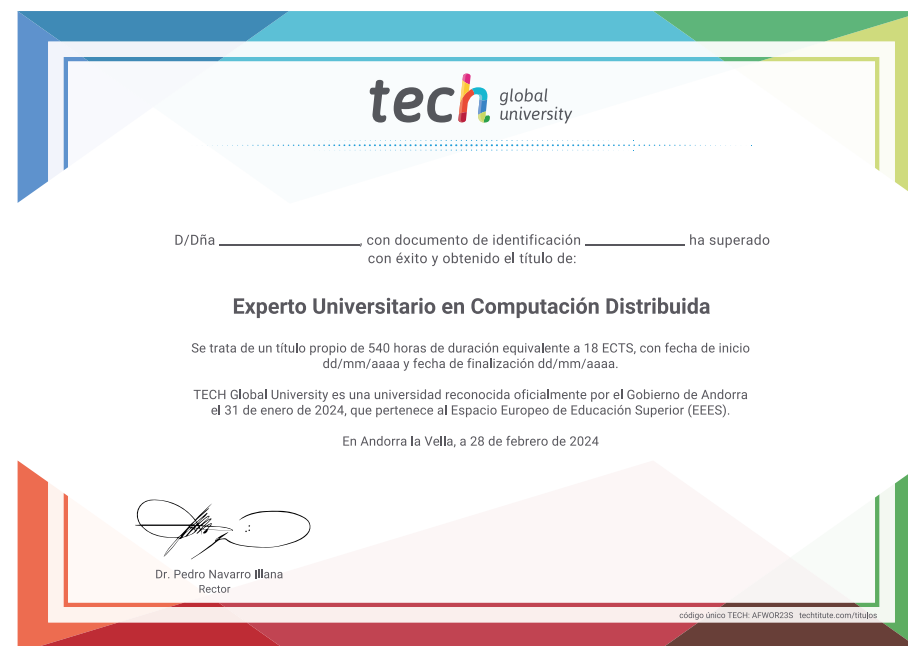 tech global university
D/Dña ____________________, con documento de identificación ______________ ha superado
con éxito y obtenido el título de:
Experto Universitario en Computación Distribuida
Se trata de un título propio de 540 horas de duración equivalente a 18 ECTS, con fecha de inicio
dd/mm/aaaa y fecha de finalización dd/mm/aaaa.
TECH Global University es una universidad reconocida oficialmente por el Gobierno de Andorra
el 31 de enero de 2024, que pertenece al Espacio Europeo de Educación Superior (EEES).
En Andorra la Vella, a 28 de febrero de 2024
Dr. Pedro Navarro Illana
Rector
código único TECH: AFWOR23S techtitute.com/titulos